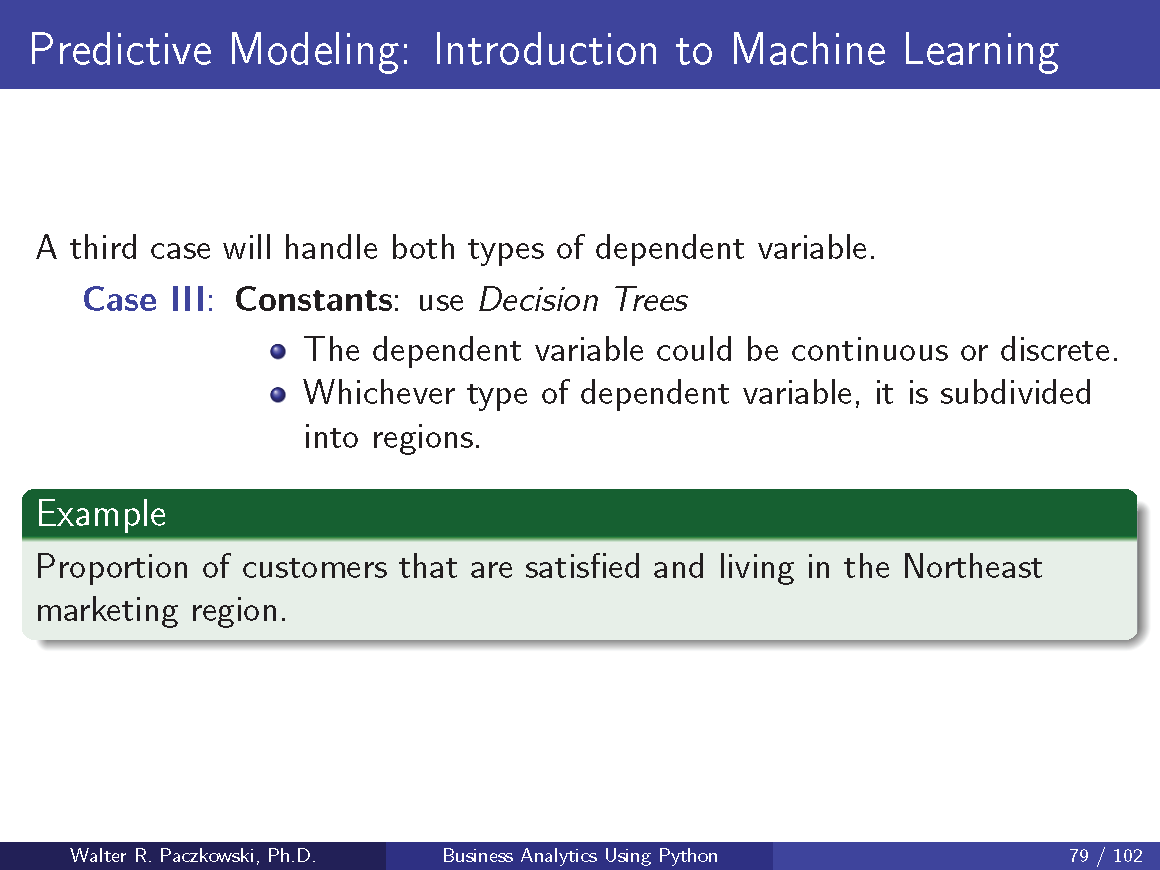 Predictive Modeling: Introduction to Machine Learning
A third case will handle both types of dependent variable.
Case III: Constants: use Decision Trees
The dependent variable could be continuous or discrete.
Whichever type of dependent variable, it is subdivided
into regions.
Example
Proportion of customers that are satisfied and living in the Northeast
marketing region.
Walter R. Paczkowski, Ph.D. Business Analytics Using Python 79 / 102